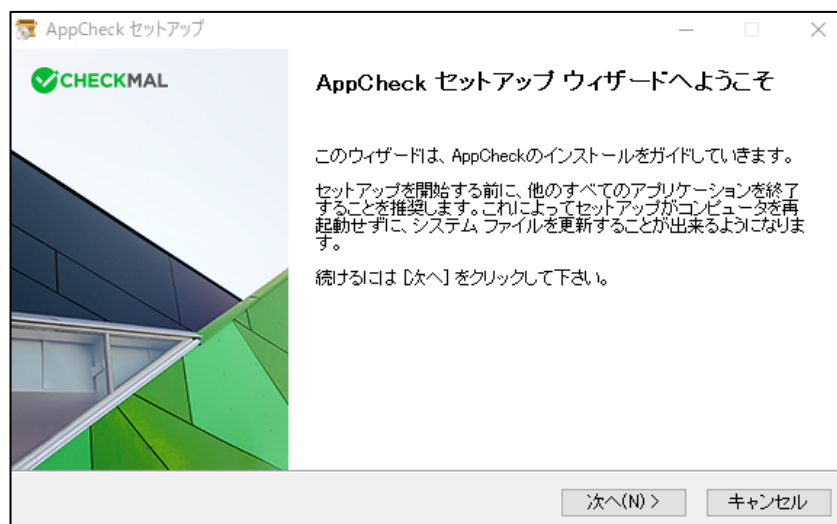 AppCheck セットアップ
CHECKMAL
AppCheck セットアップ ウィザードへようこそ
このウィザードは、AppCheckのインストールをガイドしていきます。
セットアップを開始する前に、他のすべてのアプリケーションを終了
することを推奨します。これによってセットアップがコンピュータを再
起動せずに、システム ファイルを更新することが出来るようになりま
す。
続けるには [次へ] をクリックして下さい。
次へ(N) >
キャンセル